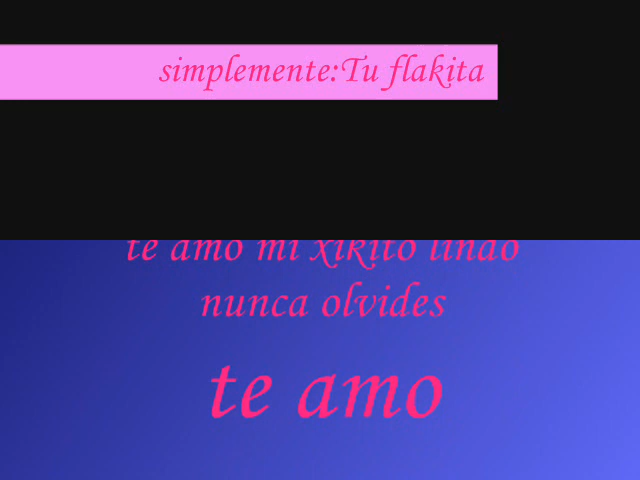 simplemente:Tu flakita
te amo mi xikito lindo
nunca olvides
te amo